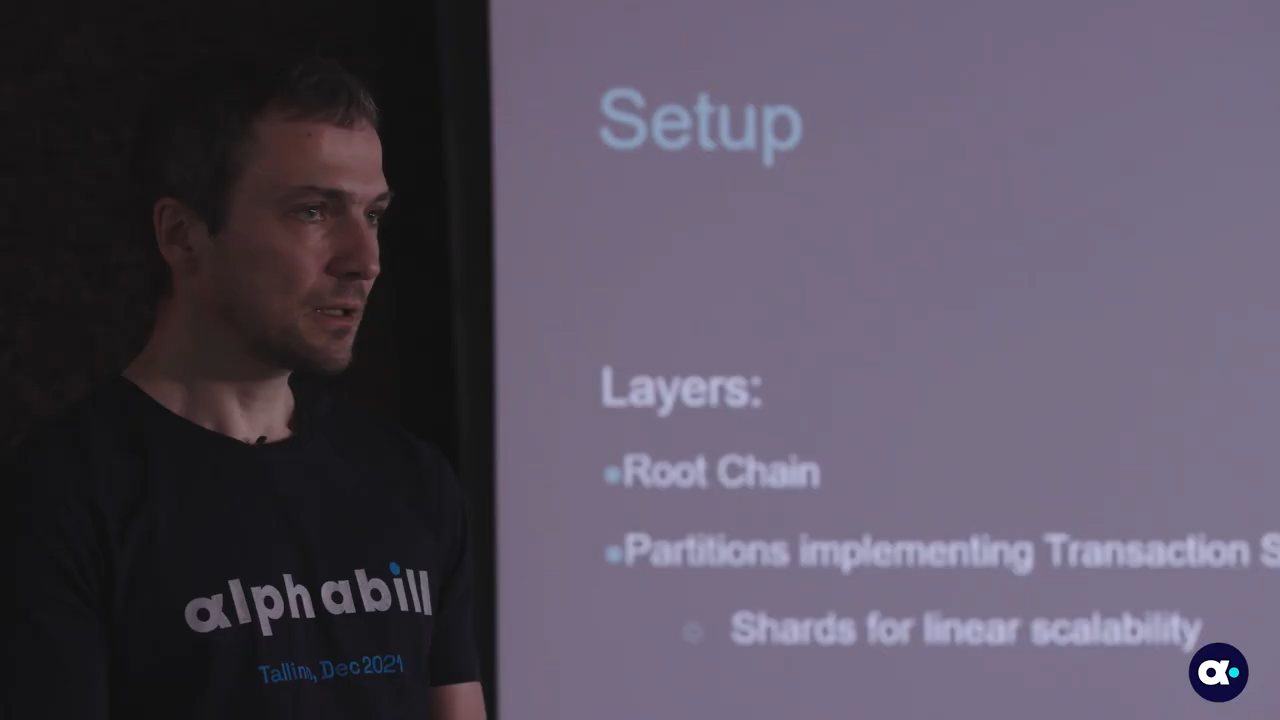 Setup
Layers:
•Root Chain
•Partitions implementing Transaction S
○ Shards for linear scalability
alphabill
Tallinn, Dec 2021
α.